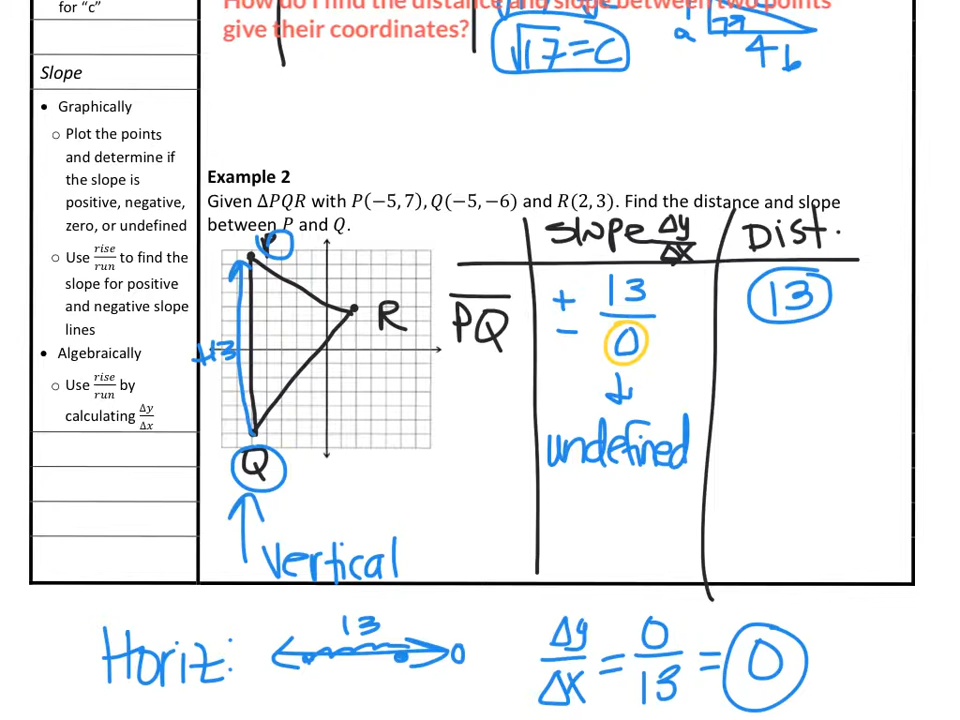 for "c"
How do I find the distance and slope between two points
give their coordinates?
√17 = c
a
4b
Slope
• Graphically
○ Plot the points
and determine if
the slope is
positive, negative,
zero, or undefined
○ Use rise/run to find the
slope for positive
and negative slope
lines
• Algebraically
○ Use rise/run by
calculating Δy/Δx
Example 2
Given ΔPQR with P(−5, 7), Q(−5, −6) and R(2, 3). Find the distance and slope
between P and Q.
Slope Δy/Δx
Dist.
R
+13
Q
Vertical
PQ
+ 13
− 0
undefined
13
Horiz:
13
Δy/Δx = 0/13 = 0